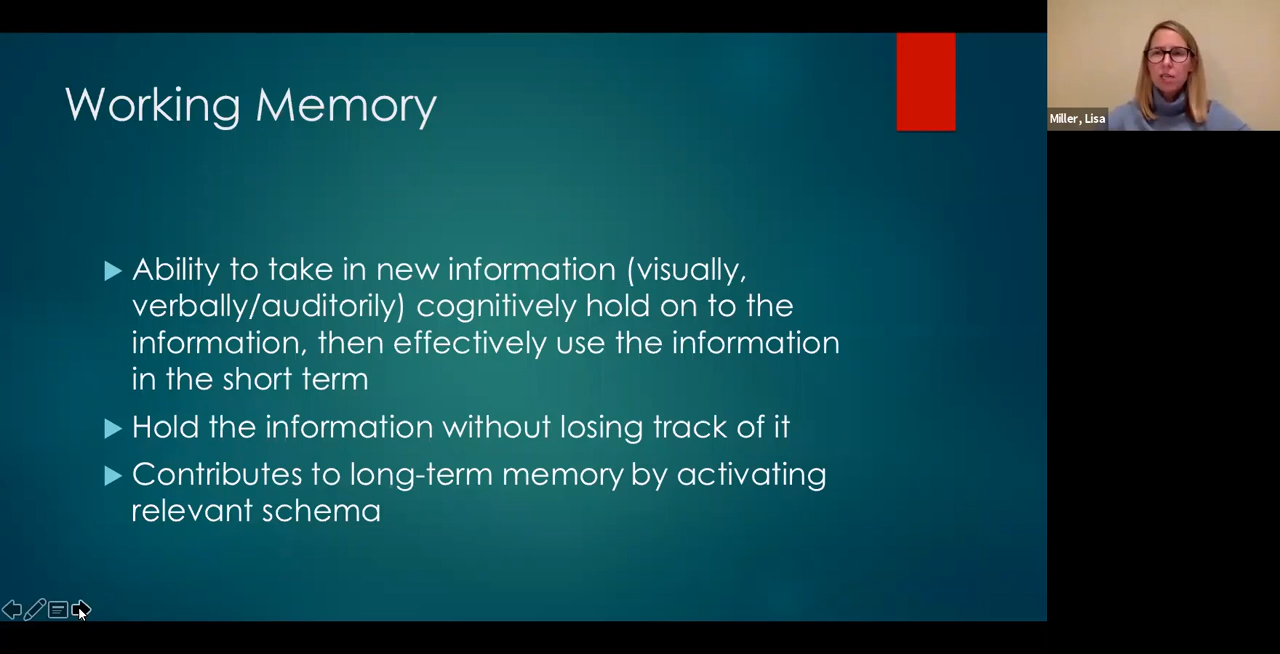 Working Memory
Ability to take in new information (visually,
verbally/auditorily) cognitively hold on to the
information, then effectively use the information
in the short term
Hold the information without losing track of it
Contributes to long-term memory by activating
relevant schema
Miller, Lisa